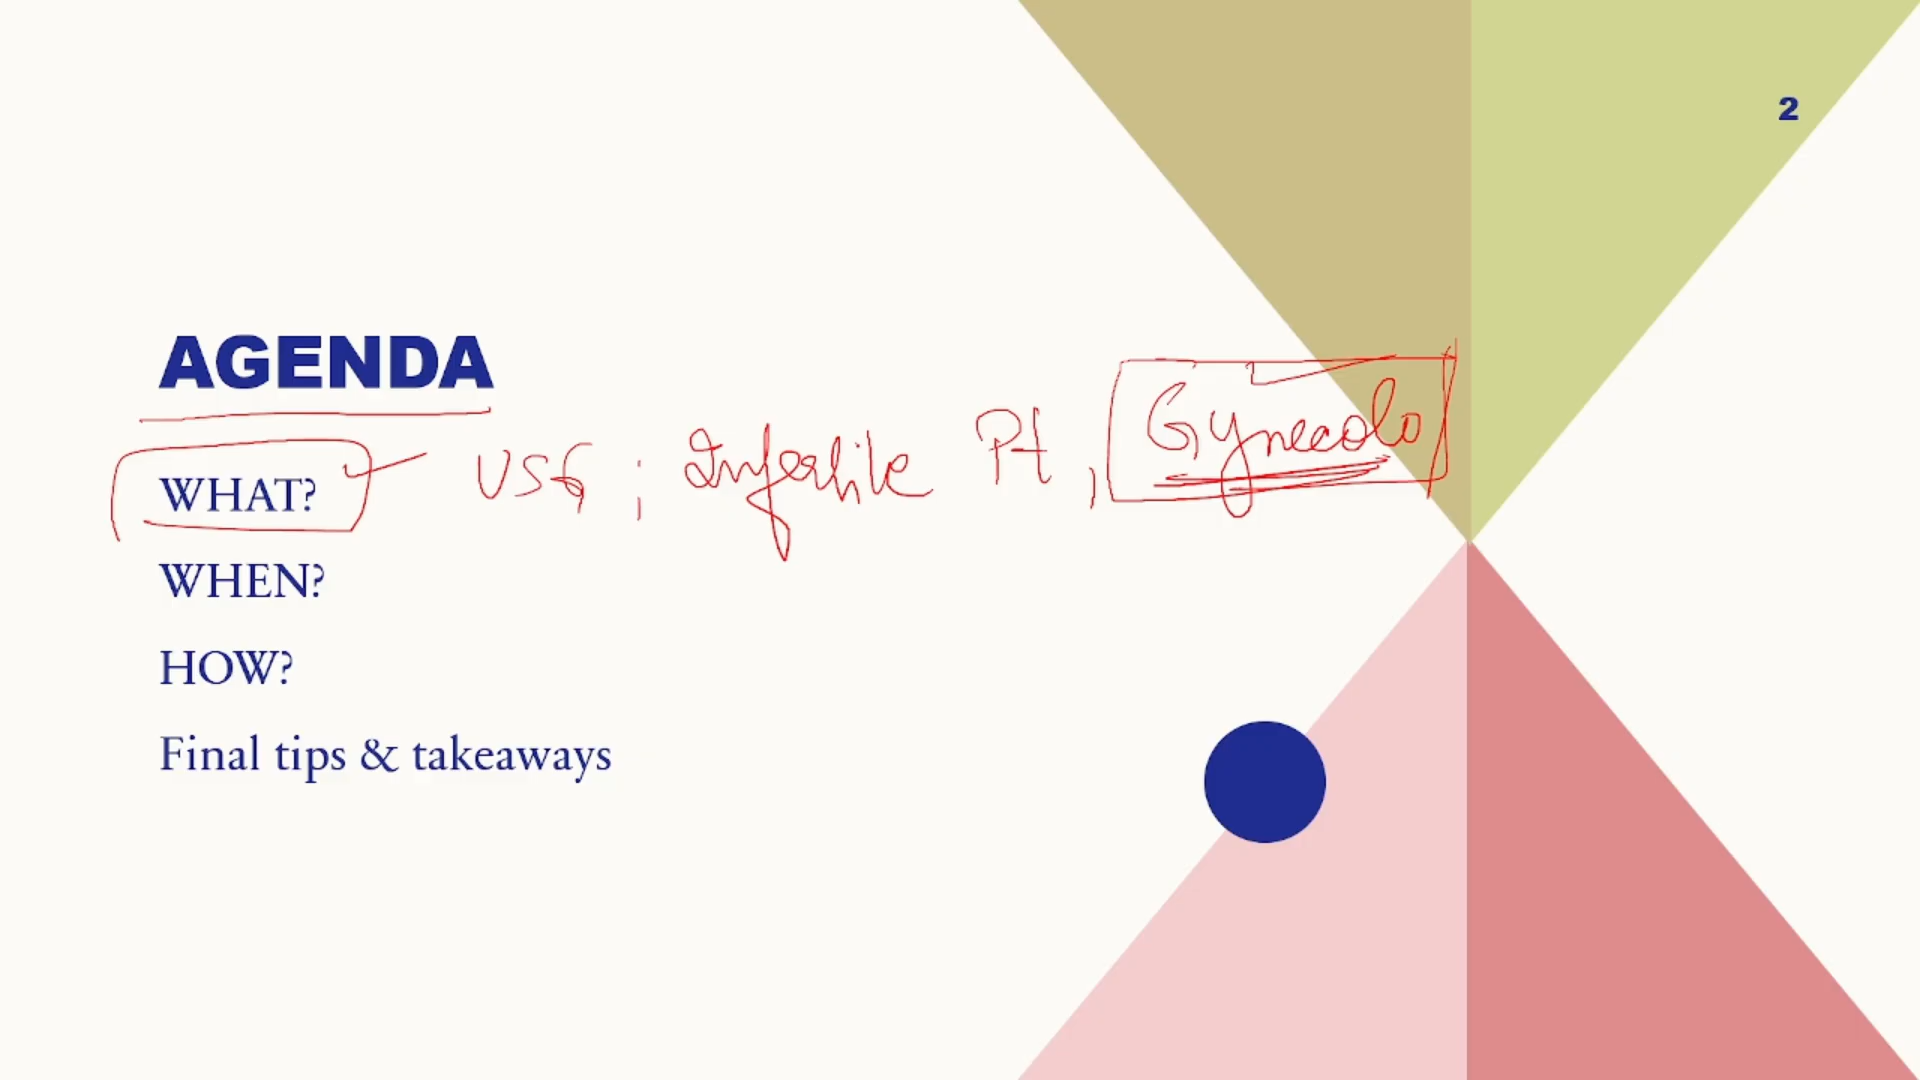 2
AGENDA
WHAT? USG ; Infertile Pt , Gynecolo
WHEN?
HOW?
Final tips & takeaways